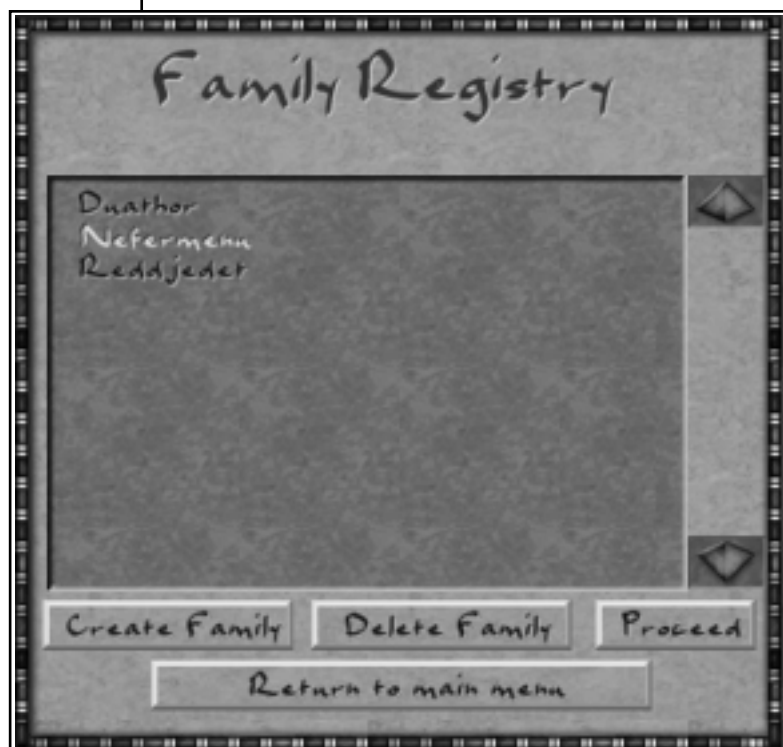 Family Registry
Duathor
Nefermenu
Reddjedet
Create Family Delete Family Proceed
Return to main menu